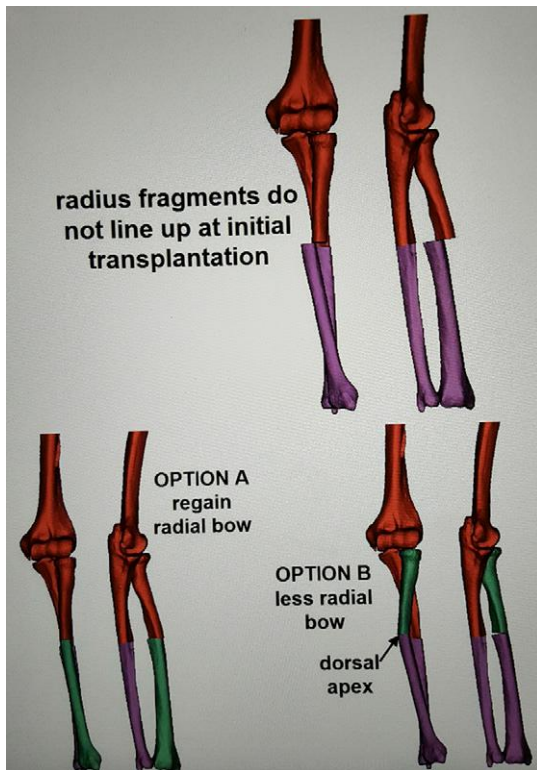 radius fragments do
not line up at initial
transplantation
OPTION A
regain
radial bow
OPTION B
less radial
bow
dorsal
apex